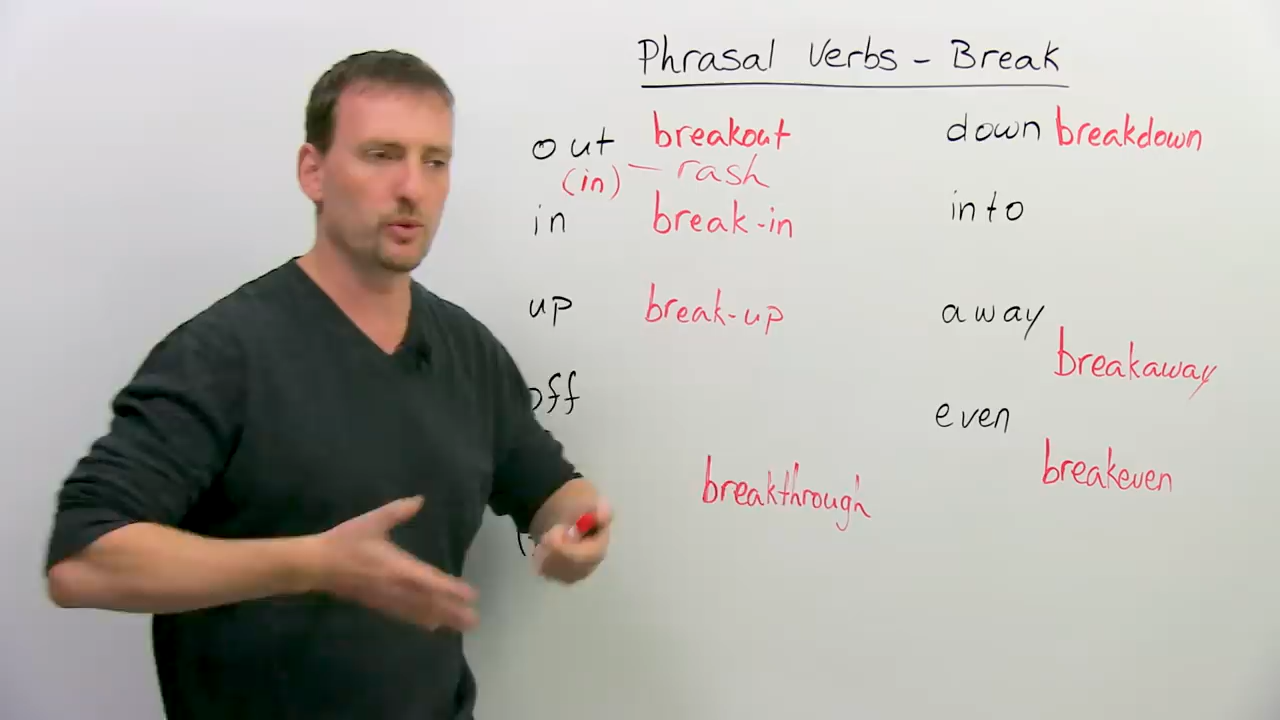 Phrasal Verbs - Break
out breakout
(in) — rash
in break-in
up break-up
off
breakthrough
down breakdown
into
away
breakaway
even
breakeven